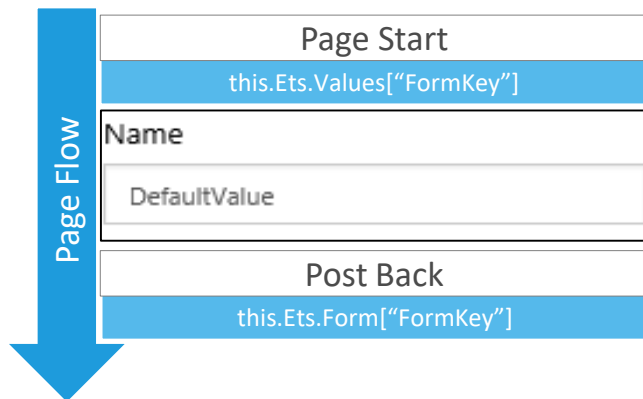 Page Flow
Page Start
this.Ets.Values[“FormKey”]
Name
DefaultValue
Post Back
this.Ets.Form[“FormKey”]